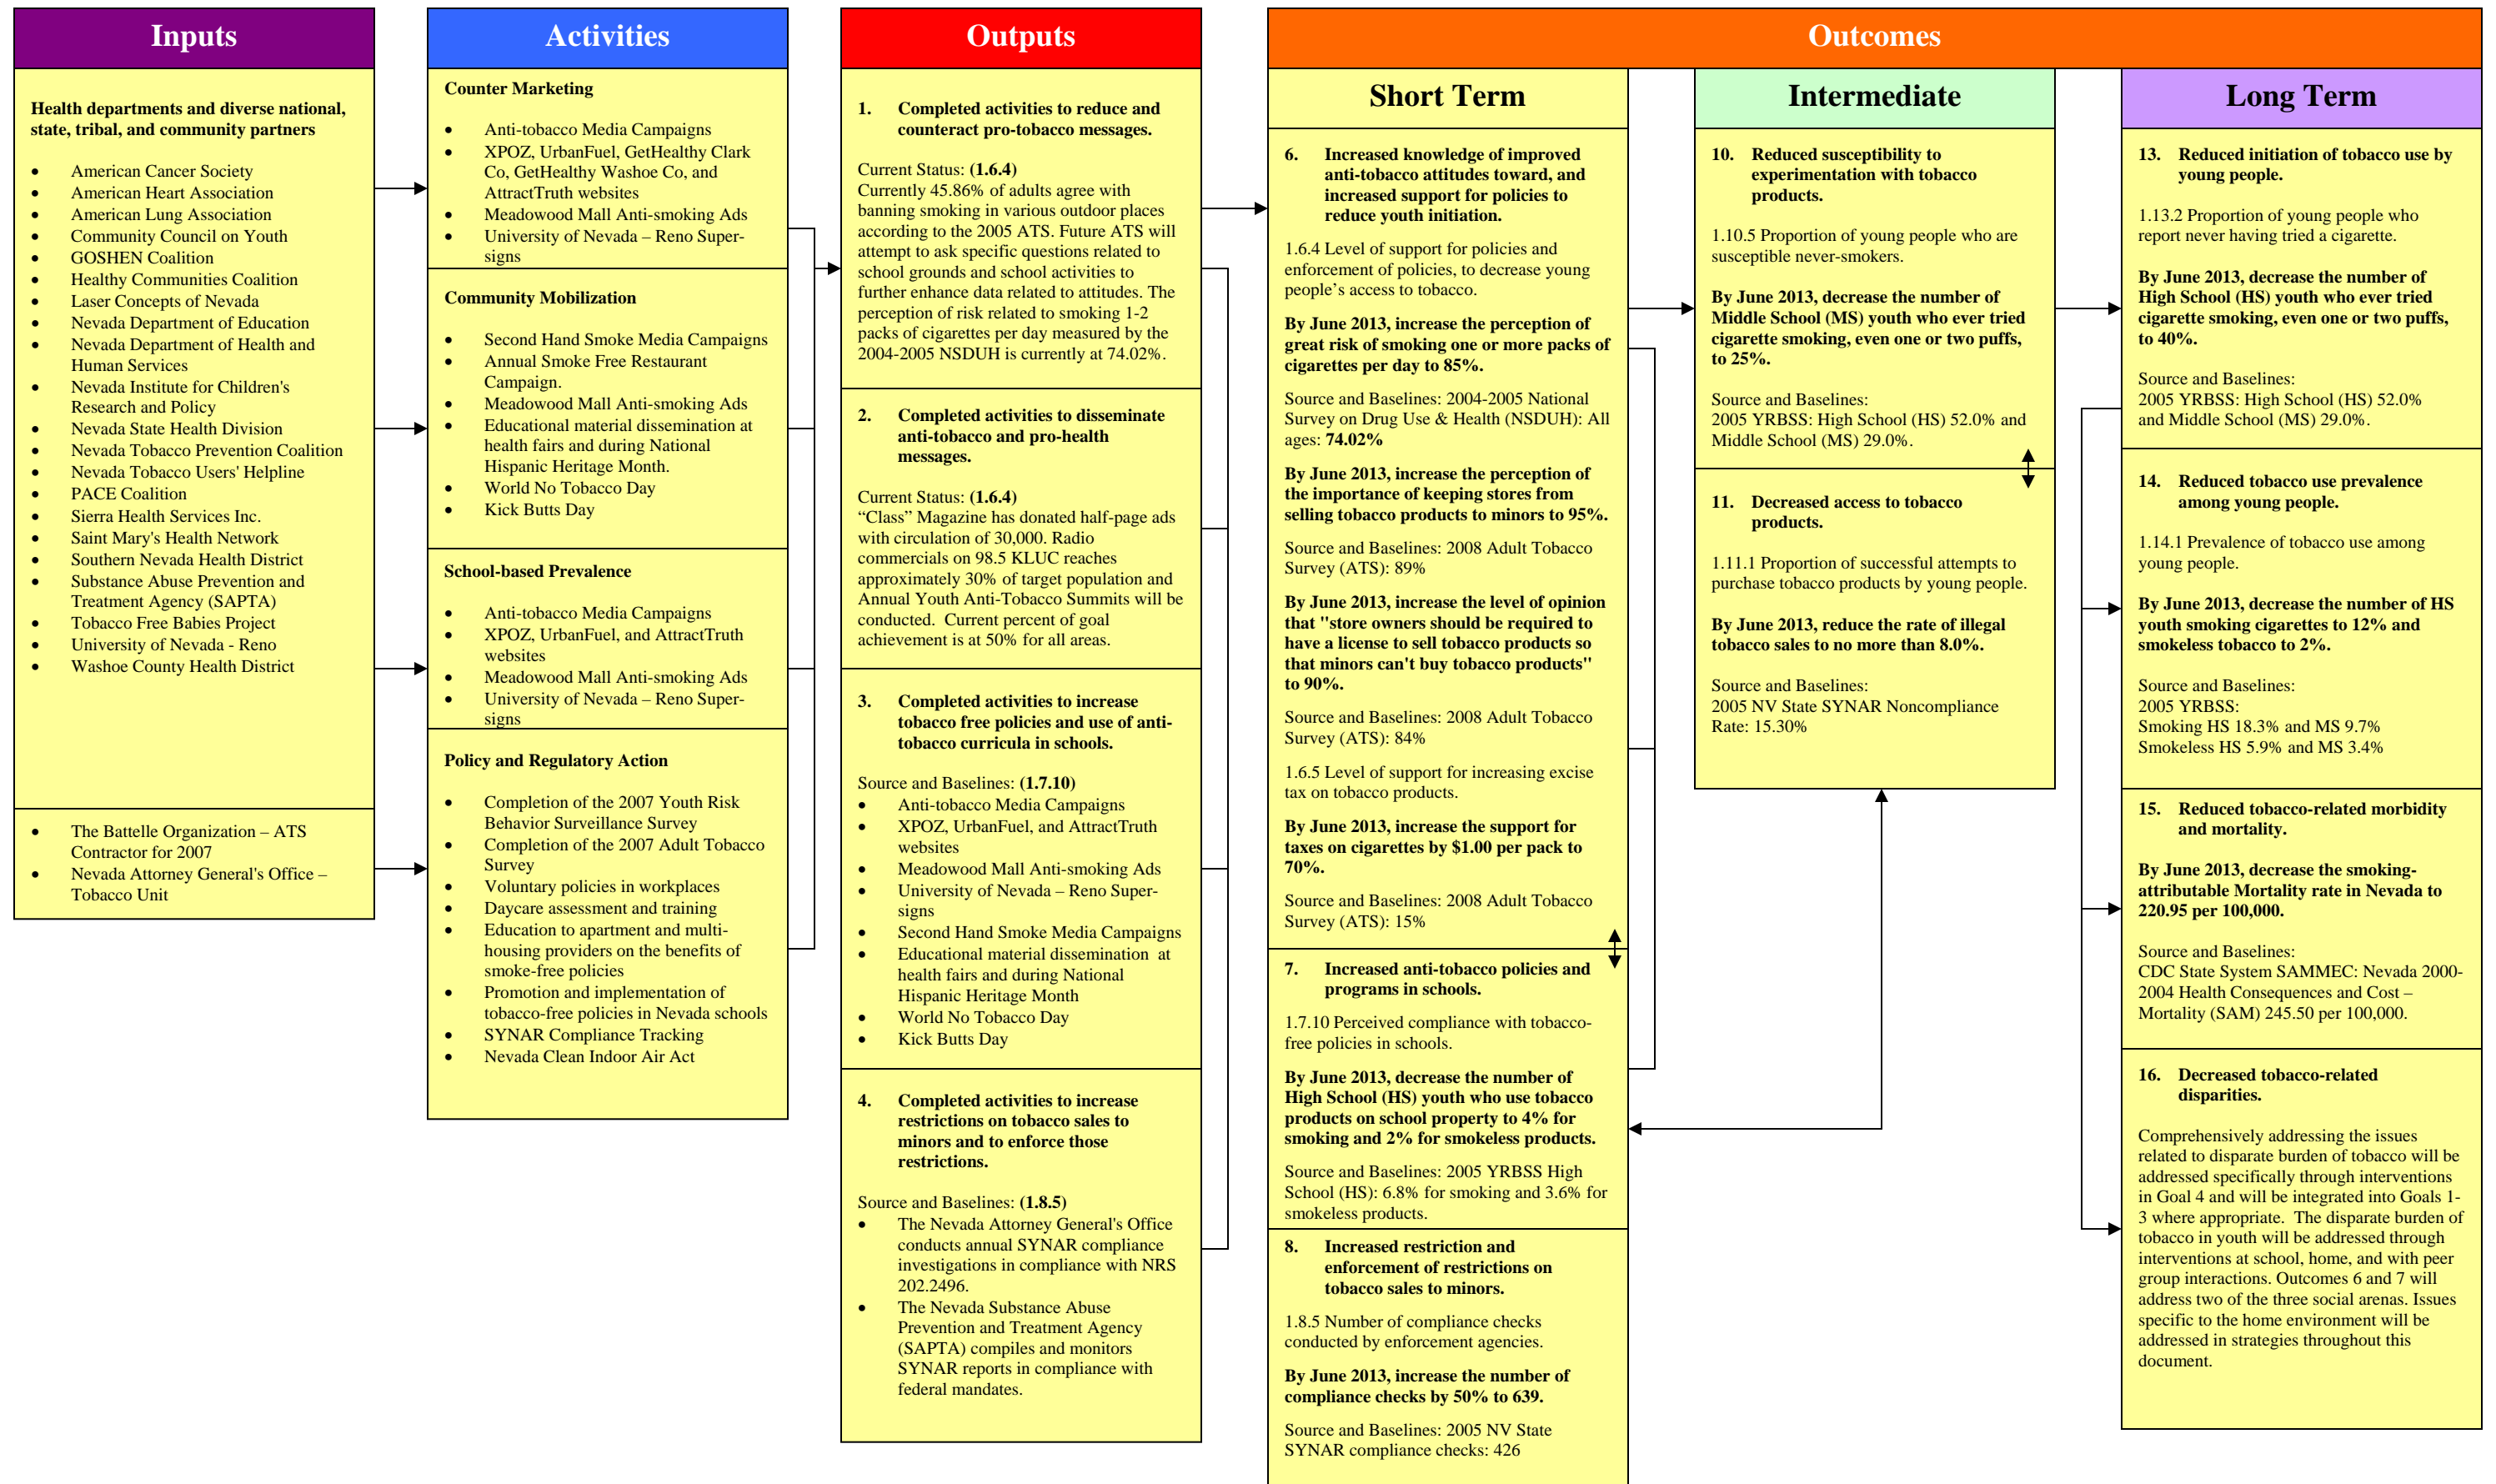 Inputs
Health departments and diverse national,
state, tribal, and community partners
• American Cancer Society
• American Heart Association
• American Lung Association
• Community Council on Youth
• GOSHEN Coalition
• Healthy Communities Coalition
• Laser Concepts of Nevada
• Nevada Department of Education
• Nevada Department of Health and
Human Services
• Nevada Institute for Children's
Research and Policy
• Nevada State Health Division
• Nevada Tobacco Prevention Coalition
• Nevada Tobacco Users' Helpline
• PACE Coalition
• Sierra Health Services Inc.
• Saint Mary's Health Network
• Southern Nevada Health District
• Substance Abuse Prevention and
Treatment Agency (SAPTA)
• Tobacco Free Babies Project
• University of Nevada - Reno
• Washoe County Health District
• The Battelle Organization – ATS
Contractor for 2007
• Nevada Attorney General's Office –
Tobacco Unit
Activities
Counter Marketing
• Anti-tobacco Media Campaigns
• XPOZ, UrbanFuel, GetHealthy Clark
Co, GetHealthy Washoe Co, and
AttractTruth websites
• Meadowood Mall Anti-smoking Ads
• University of Nevada – Reno Super-
signs
Community Mobilization
• Second Hand Smoke Media Campaigns
• Annual Smoke Free Restaurant
Campaign.
• Meadowood Mall Anti-smoking Ads
• Educational material dissemination at
health fairs and during National
Hispanic Heritage Month.
• World No Tobacco Day
• Kick Butts Day
School-based Prevalence
• Anti-tobacco Media Campaigns
• XPOZ, UrbanFuel, and AttractTruth
websites
• Meadowood Mall Anti-smoking Ads
• University of Nevada – Reno Super-
signs
Policy and Regulatory Action
• Completion of the 2007 Youth Risk
Behavior Surveillance Survey
• Completion of the 2007 Adult Tobacco
Survey
• Voluntary policies in workplaces
• Daycare assessment and training
• Education to apartment and multi-
housing providers on the benefits of
smoke-free policies
• Promotion and implementation of
tobacco-free policies in Nevada schools
• SYNAR Compliance Tracking
• Nevada Clean Indoor Air Act
Outputs
1. Completed activities to reduce and
counteract pro-tobacco messages.
Current Status: (1.6.4)
Currently 45.86% of adults agree with
banning smoking in various outdoor places
according to the 2005 ATS. Future ATS will
attempt to ask specific questions related to
school grounds and school activities to
further enhance data related to attitudes. The
perception of risk related to smoking 1-2
packs of cigarettes per day measured by the
2004-2005 NSDUH is currently at 74.02%.
2. Completed activities to disseminate
anti-tobacco and pro-health
messages.
Current Status: (1.6.4)
“Class” Magazine has donated half-page ads
with circulation of 30,000. Radio
commercials on 98.5 KLUC reaches
approximately 30% of target population and
Annual Youth Anti-Tobacco Summits will be
conducted. Current percent of goal
achievement is at 50% for all areas.
3. Completed activities to increase
tobacco free policies and use of anti-
tobacco curricula in schools.
Source and Baselines: (1.7.10)
• Anti-tobacco Media Campaigns
• XPOZ, UrbanFuel, and AttractTruth
websites
• Meadowood Mall Anti-smoking Ads
• University of Nevada – Reno Super-
signs
• Second Hand Smoke Media Campaigns
• Educational material dissemination at
health fairs and during National
Hispanic Heritage Month
• World No Tobacco Day
• Kick Butts Day
4. Completed activities to increase
restrictions on tobacco sales to
minors and to enforce those
restrictions.
Source and Baselines: (1.8.5)
• The Nevada Attorney General's Office
conducts annual SYNAR compliance
investigations in compliance with NRS
202.2496.
• The Nevada Substance Abuse
Prevention and Treatment Agency
(SAPTA) compiles and monitors
SYNAR reports in compliance with
federal mandates.
Outcomes
Short Term
6. Increased knowledge of improved
anti-tobacco attitudes toward, and
increased support for policies to
reduce youth initiation.
1.6.4 Level of support for policies and
enforcement of policies, to decrease young
people’s access to tobacco.
By June 2013, increase the perception of
great risk of smoking one or more packs of
cigarettes per day to 85%.
Source and Baselines: 2004-2005 National
Survey on Drug Use & Health (NSDUH): All
ages: 74.02%
By June 2013, increase the perception of
the importance of keeping stores from
selling tobacco products to minors to 95%.
Source and Baselines: 2008 Adult Tobacco
Survey (ATS): 89%
By June 2013, increase the level of opinion
that "store owners should be required to
have a license to sell tobacco products so
that minors can't buy tobacco products"
to 90%.
Source and Baselines: 2008 Adult Tobacco
Survey (ATS): 84%
1.6.5 Level of support for increasing excise
tax on tobacco products.
By June 2013, increase the support for
taxes on cigarettes by $1.00 per pack to
70%.
Source and Baselines: 2008 Adult Tobacco
Survey (ATS): 15%
7. Increased anti-tobacco policies and
programs in schools.
1.7.10 Perceived compliance with tobacco-
free policies in schools.
By June 2013, decrease the number of
High School (HS) youth who use tobacco
products on school property to 4% for
smoking and 2% for smokeless products.
Source and Baselines: 2005 YRBSS High
School (HS): 6.8% for smoking and 3.6% for
smokeless products.
8. Increased restriction and
enforcement of restrictions on
tobacco sales to minors.
1.8.5 Number of compliance checks
conducted by enforcement agencies.
By June 2013, increase the number of
compliance checks by 50% to 639.
Source and Baselines: 2005 NV State
SYNAR compliance checks: 426
Intermediate
10. Reduced susceptibility to
experimentation with tobacco
products.
1.10.5 Proportion of young people who are
susceptible never-smokers.
By June 2013, decrease the number of
Middle School (MS) youth who ever tried
cigarette smoking, even one or two puffs,
to 25%.
Source and Baselines:
2005 YRBSS: High School (HS) 52.0% and
Middle School (MS) 29.0%.
11. Decreased access to tobacco
products.
1.11.1 Proportion of successful attempts to
purchase tobacco products by young people.
By June 2013, reduce the rate of illegal
tobacco sales to no more than 8.0%.
Source and Baselines:
2005 NV State SYNAR Noncompliance
Rate: 15.30%
Long Term
13. Reduced initiation of tobacco use by
young people.
1.13.2 Proportion of young people who
report never having tried a cigarette.
By June 2013, decrease the number of
High School (HS) youth who ever tried
cigarette smoking, even one or two puffs,
to 40%.
Source and Baselines:
2005 YRBSS: High School (HS) 52.0%
and Middle School (MS) 29.0%.
14. Reduced tobacco use prevalence
among young people.
1.14.1 Prevalence of tobacco use among
young people.
By June 2013, decrease the number of HS
youth smoking cigarettes to 12% and
smokeless tobacco to 2%.
Source and Baselines:
2005 YRBSS:
Smoking HS 18.3% and MS 9.7%
Smokeless HS 5.9% and MS 3.4%
15. Reduced tobacco-related morbidity
and mortality.
By June 2013, decrease the smoking-
attributable Mortality rate in Nevada to
220.95 per 100,000.
Source and Baselines:
CDC State System SAMMEC: Nevada 2000-
2004 Health Consequences and Cost –
Mortality (SAM) 245.50 per 100,000.
16. Decreased tobacco-related
disparities.
Comprehensively addressing the issues
related to disparate burden of tobacco will be
addressed specifically through interventions
in Goal 4 and will be integrated into Goals 1-
3 where appropriate. The disparate burden of
tobacco in youth will be addressed through
interventions at school, home, and with peer
group interactions. Outcomes 6 and 7 will
address two of the three social arenas. Issues
specific to the home environment will be
addressed in strategies throughout this
document.